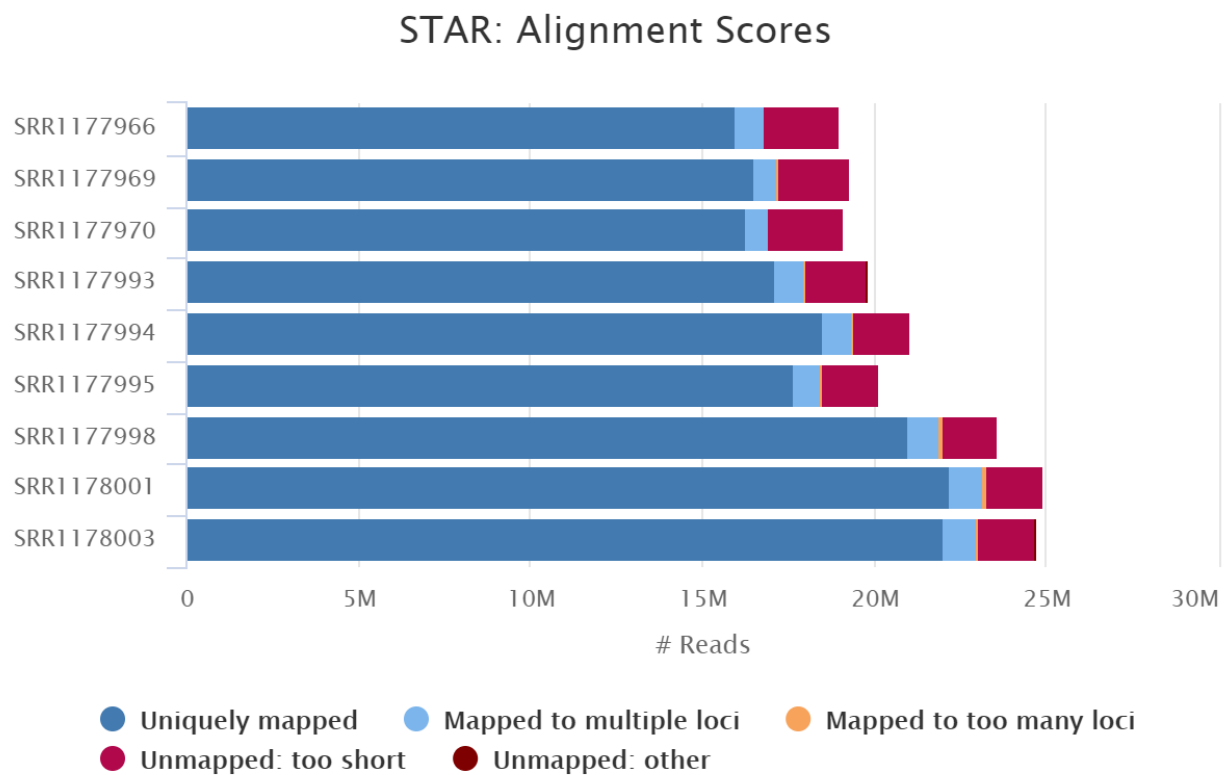 STAR: Alignment Scores
SRR1177966
SRR1177969
SRR1177970
SRR1177993
SRR1177994
SRR1177995
SRR1177998
SRR1178001
SRR1178003
0 5M 10M 15M 20M 25M 30M
# Reads
Uniquely mapped Mapped to multiple loci Mapped to too many loci
Unmapped: too short Unmapped: other